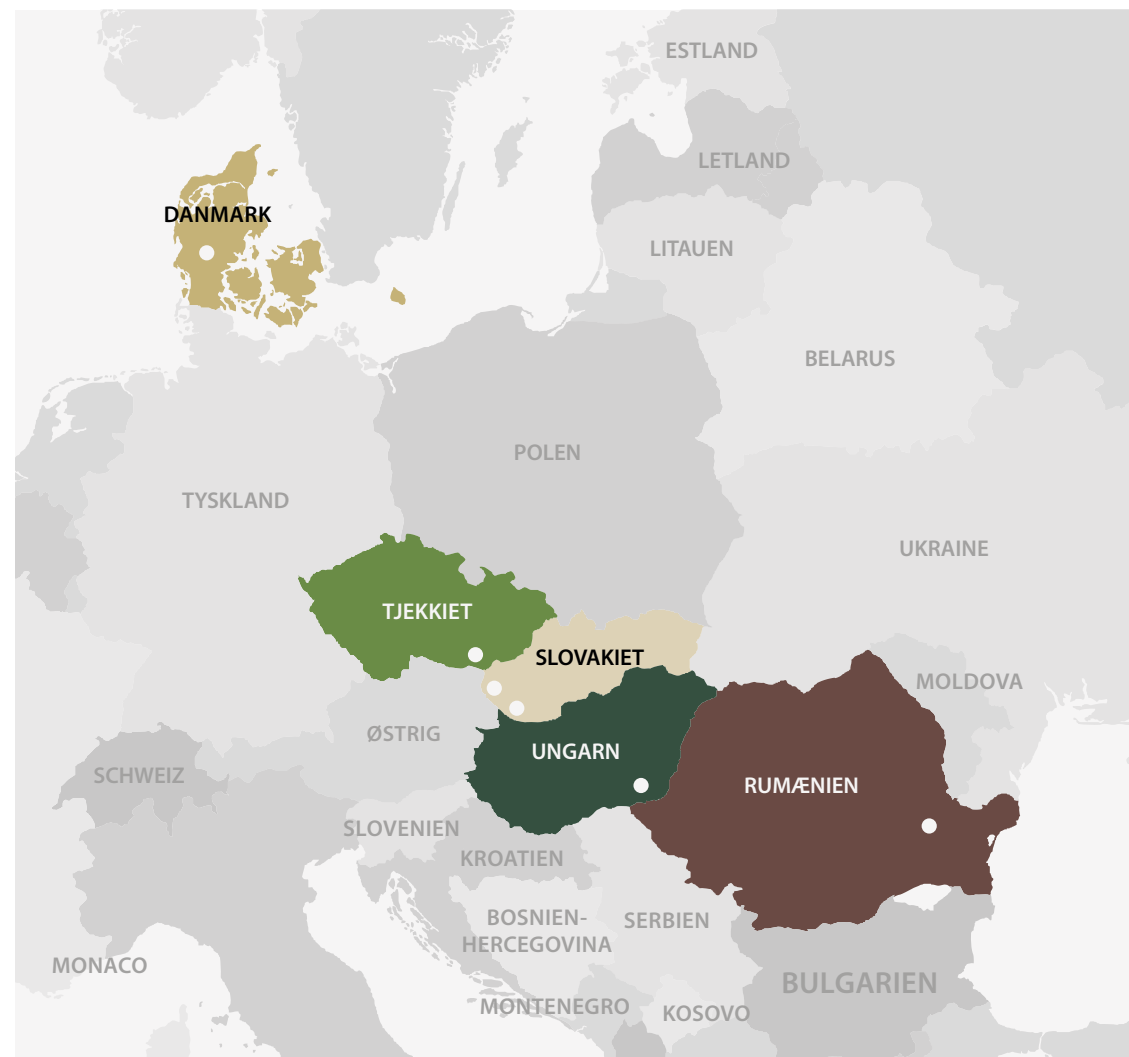 ESTLAND
LETLAND
DANMARK
LITAUEN
BELARUS
POLEN
TYSKLAND
UKRAINE
TJEKKIET
SLOVAKIET
MOLDOVA
ØSTRIG
UNGARN
SCHWEIZ
RUMÆNIEN
SLOVENIEN
KROATIEN
BOSNIEN-
HERCEGOVINA
SERBIEN
MONACO
BULGARIEN
MONTENEGRO
KOSOVO